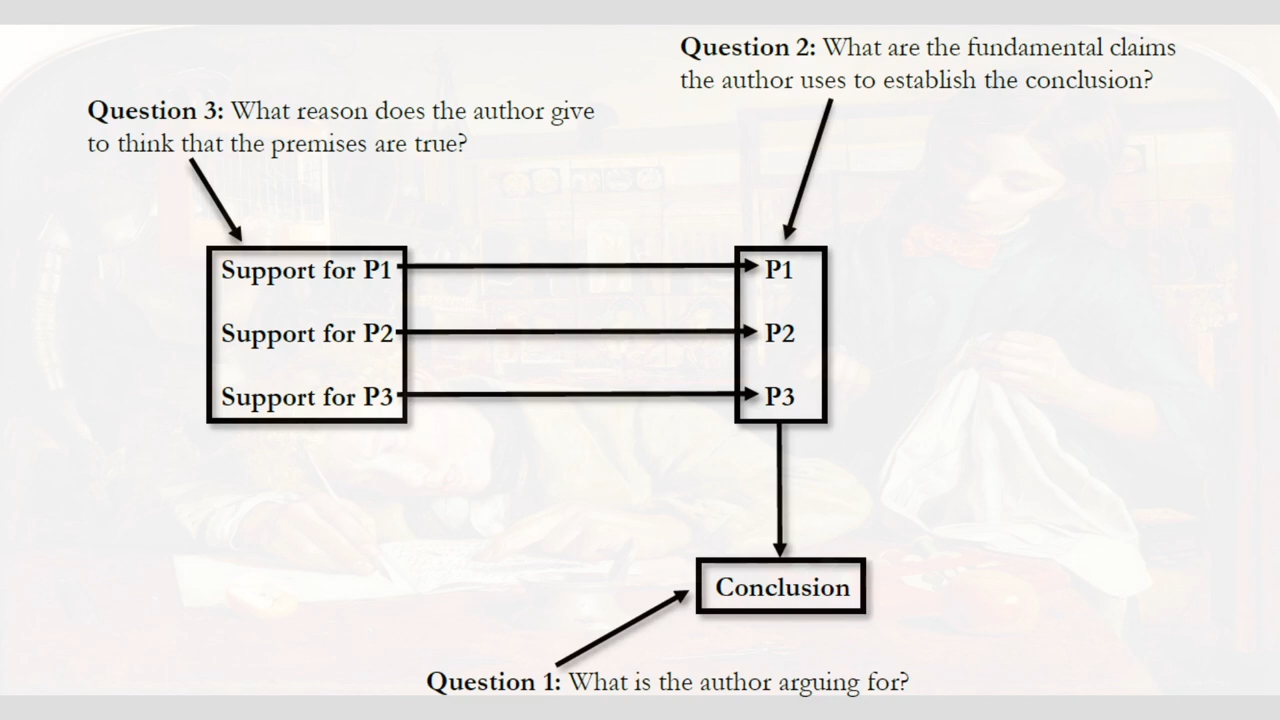 Question 2: What are the fundamental claims
the author uses to establish the conclusion?
Question 3: What reason does the author give
to think that the premises are true?
Support for P1
P1
Support for P2
P2
Support for P3
P3
Conclusion
Question 1: What is the author arguing for?